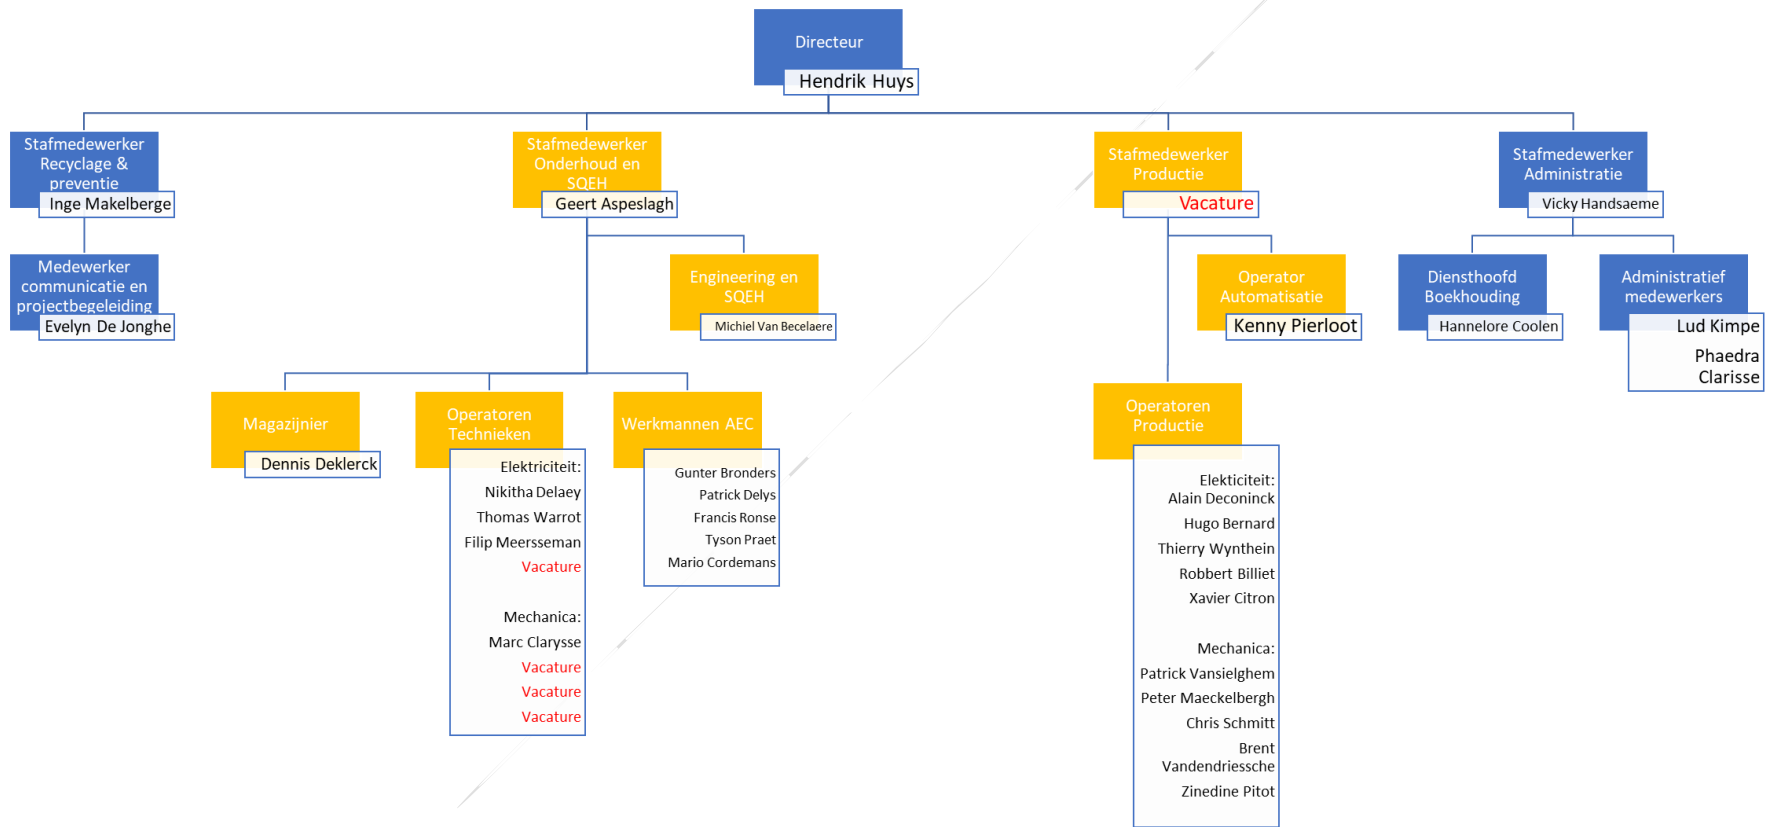 Directeur
Hendrik Huys
Stafmedewerker
Recyclage &
preventie
Inge Makelberge
Stafmedewerker
Onderhoud en
SQEH
Geert Aspeslagh
Stafmedewerker
Productie
Vacature
Stafmedewerker
Administratie
Vicky Handsaeme
Medewerker
communicatie en
projectbegeleiding
Evelyn De Jonghe
Engineering en
SQEH
Michiel Van Becelaere
Operator
Automatisatie
Kenny Pierloot
Diensthoofd
Boekhouding
Hannelore Coolen
Administratief
medewerkers
Lud Kimpe
Phaedra
Clarisse
Magazijnier
Dennis Deklerck
Operatoren
Technieken
Elektriciteit:
Nikitha Delaey
Thomas Warrot
Filip Meersseman
Vacature
Mechanica:
Marc Clarysse
Vacature
Vacature
Vacature
Werkmannen AEC
Gunter Bronders
Patrick Delys
Francis Ronse
Tyson Praet
Mario Cordemans
Operatoren
Productie
Elekticiteit:
Alain Deconinck
Hugo Bernard
Thierry Wynthein
Robbert Billiet
Xavier Citron
Mechanica:
Patrick Vansielghem
Peter Maeckelbergh
Chris Schmitt
Brent
Vandendriessche
Zinedine Pitot